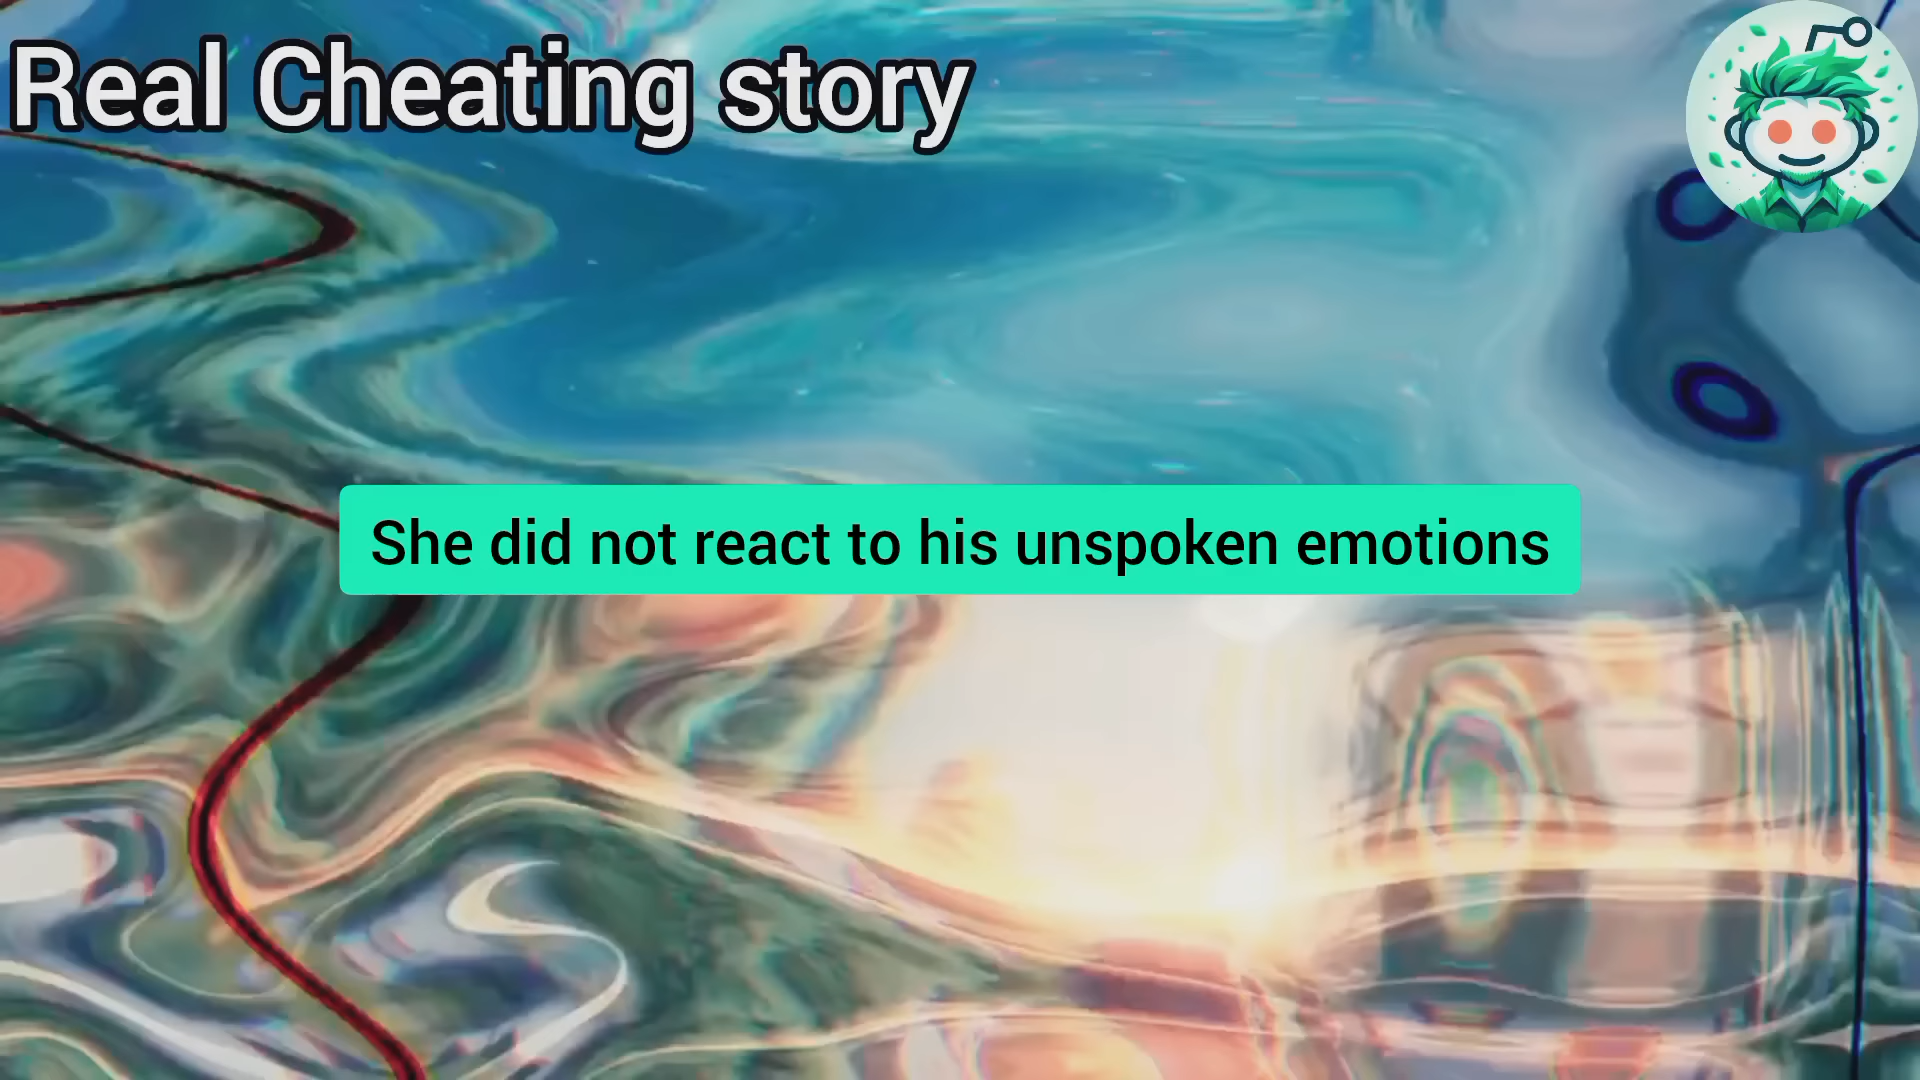 Real Cheating story
She did not react to his unspoken emotions